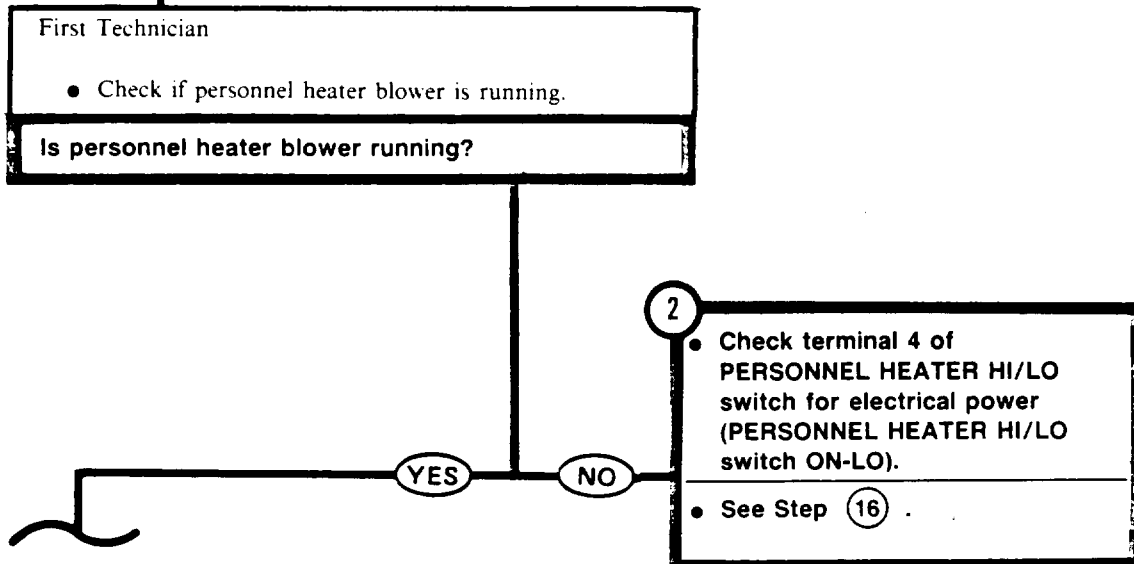 First Technician
● Check if personnel heater blower is running.
Is personnel heater blower running?
2
● Check terminal 4 of
PERSONNEL HEATER HI/LO
switch for electrical power
(PERSONNEL HEATER HI/LO
switch ON-LO).
YES
NO
● See Step 16 .